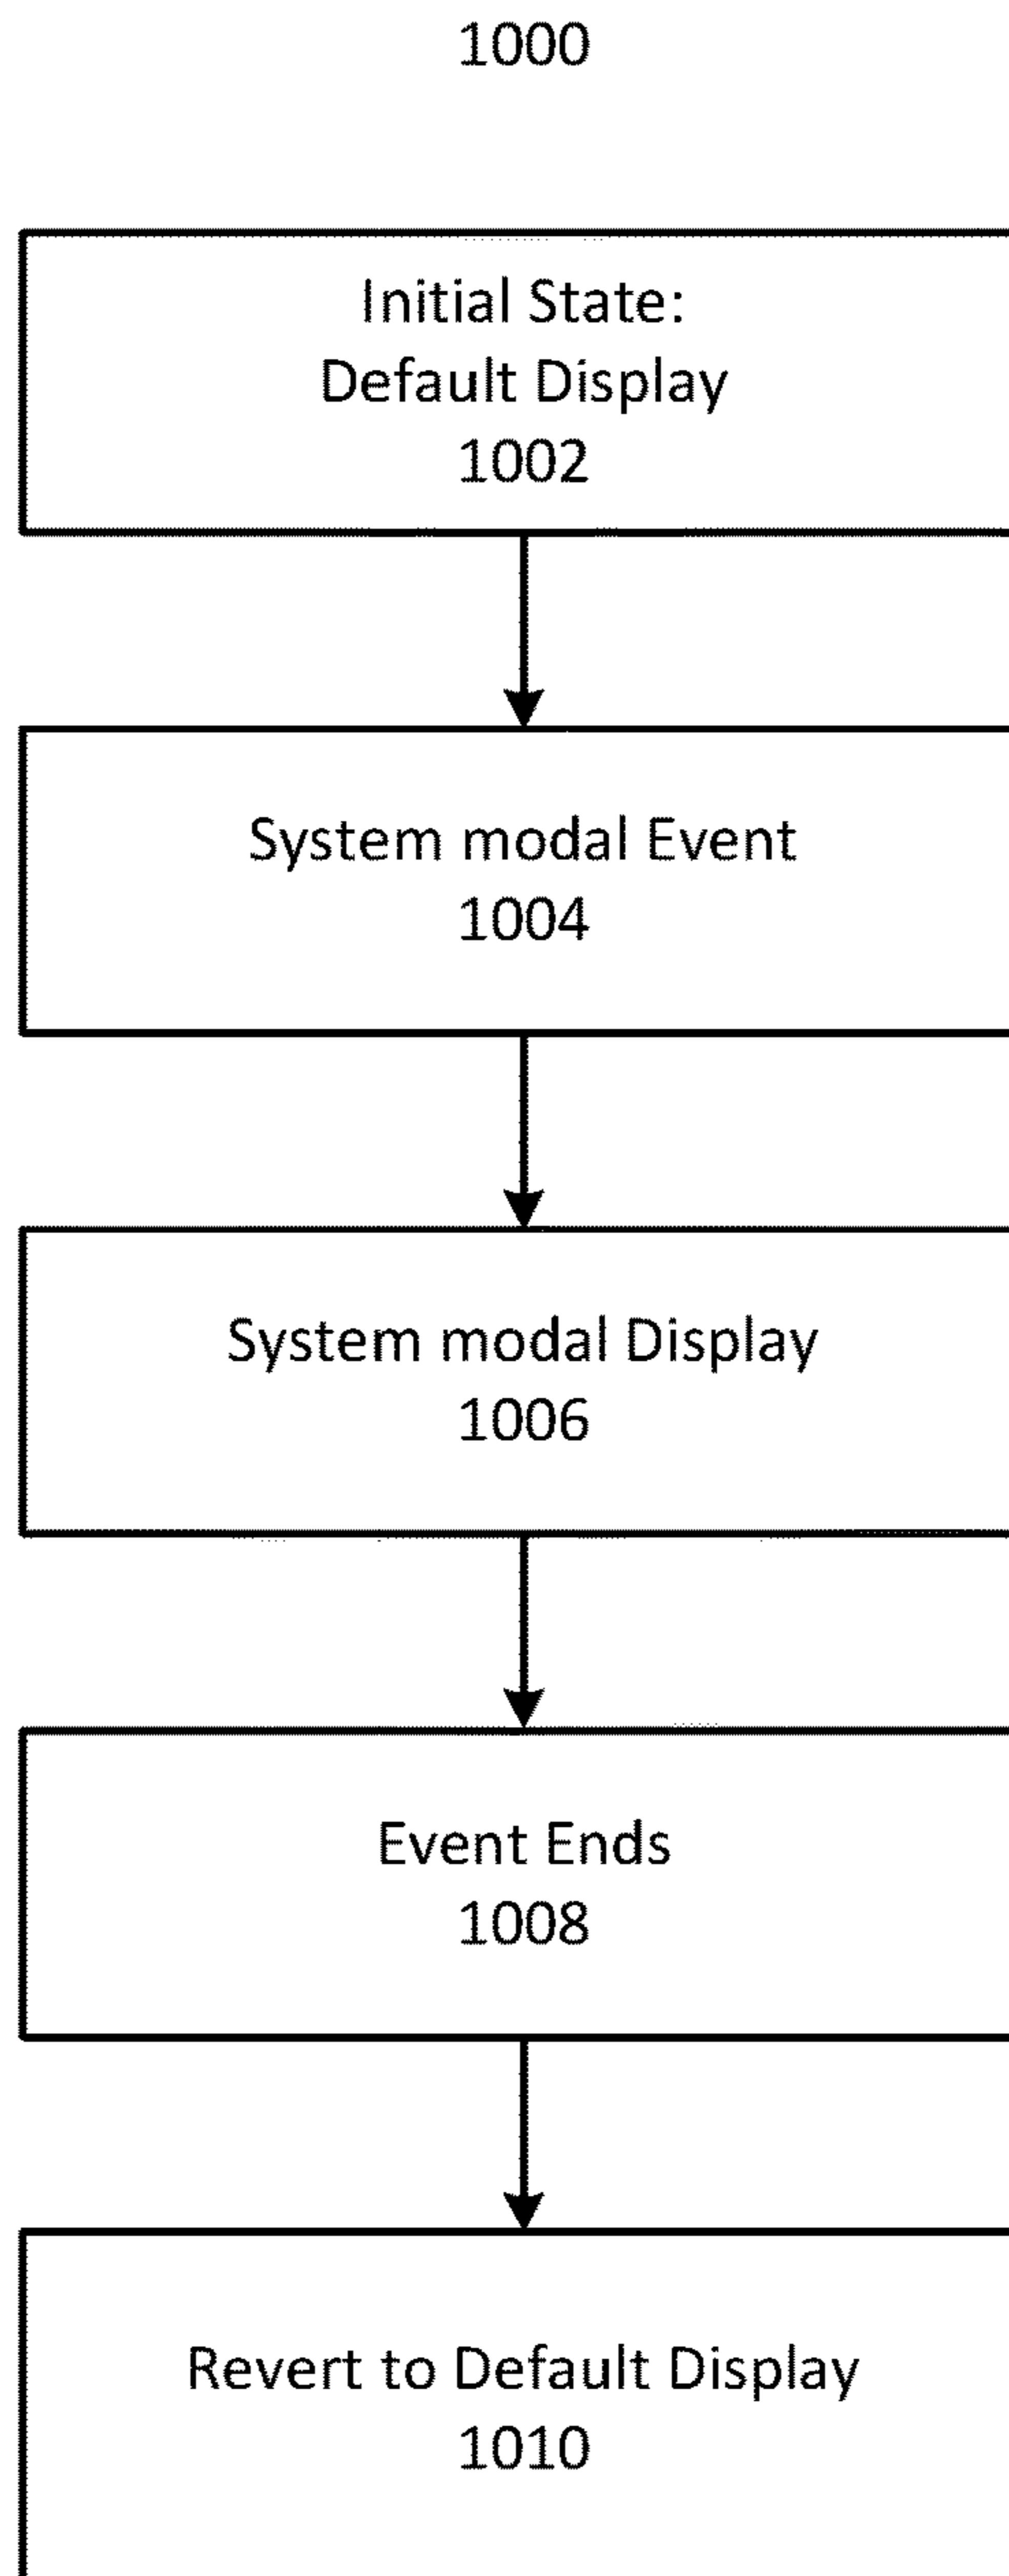 1000
Initial State:
Default Display
1002
System modal Event
1004
System modal Display
1006
Event Ends
1008
Revert to Default Display
1010